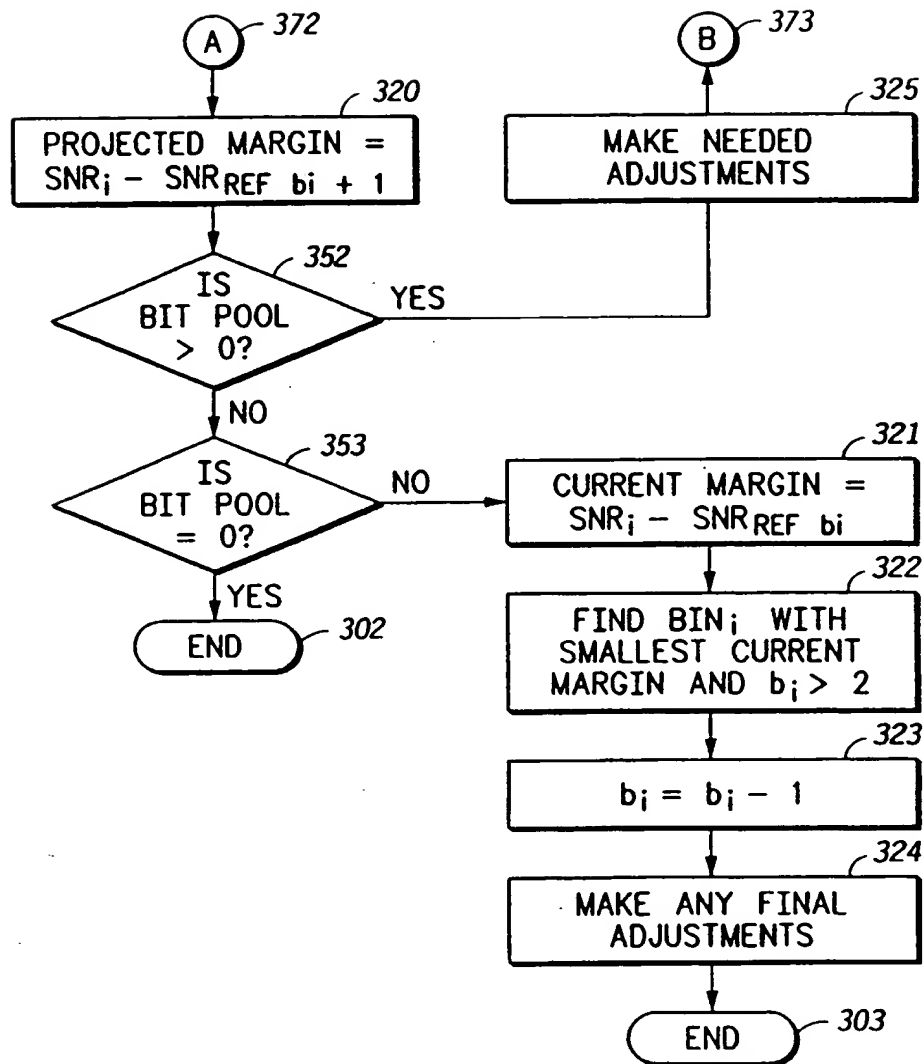 A
372
320
PROJECTED MARGIN =
SNRi - SNRREF bi + 1
B
373
325
MAKE NEEDED
ADJUSTMENTS
352
IS
BIT POOL
> 0?
YES
NO
353
IS
BIT POOL
= 0?
NO
YES
END
302
321
CURRENT MARGIN =
SNRi - SNRREF bi
322
FIND BINi WITH
SMALLEST CURRENT
MARGIN AND bi > 2
323
bi = bi - 1
324
MAKE ANY FINAL
ADJUSTMENTS
END
303